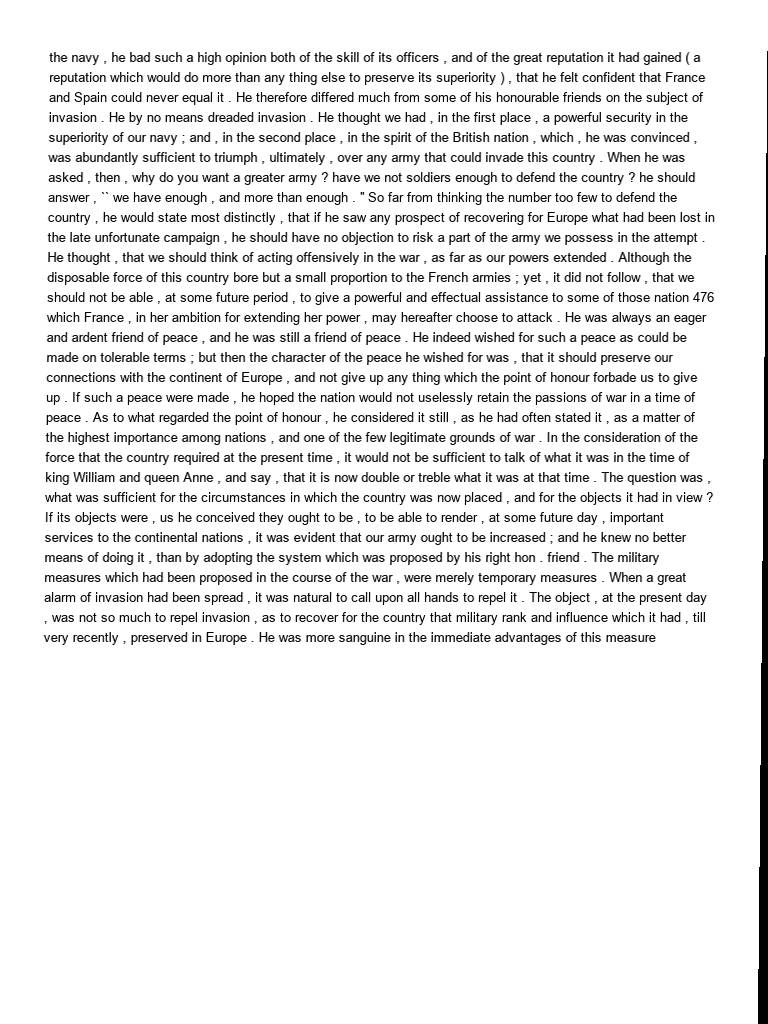 the navy , he bad such a high opinion both of the skill of its officers , and of the great reputation it had gained ( a
reputation which would do more than any thing else to preserve its superiority ) , that he felt confident that France
and Spain could never equal it . He therefore differed much from some of his honourable friends on the subject of
invasion . He by no means dreaded invasion . He thought we had , in the first place , a powerful security in the
superiority of our navy ; and , in the second place , in the spirit of the British nation , which , he was convinced ,
was abundantly sufficient to triumph , ultimately , over any army that could invade this country . When he was
asked , then , why do you want a greater army ? have we not soldiers enough to defend the country ? he should
answer , `` we have enough , and more than enough . " So far from thinking the number too few to defend the
country , he would state most distinctly , that if he saw any prospect of recovering for Europe what had been lost in
the late unfortunate campaign , he should have no objection to risk a part of the army we possess in the attempt .
He thought , that we should think of acting offensively in the war , as far as our powers extended . Although the
disposable force of this country bore but a small proportion to the French armies ; yet , it did not follow , that we
should not be able , at some future period , to give a powerful and effectual assistance to some of those nation 476
which France , in her ambition for extending her power , may hereafter choose to attack . He was always an eager
and ardent friend of peace , and he was still a friend of peace . He indeed wished for such a peace as could be
made on tolerable terms ; but then the character of the peace he wished for was , that it should preserve our
connections with the continent of Europe , and not give up any thing which the point of honour forbade us to give
up . If such a peace were made , he hoped the nation would not uselessly retain the passions of war in a time of
peace . As to what regarded the point of honour , he considered it still , as he had often stated it , as a matter of
the highest importance among nations , and one of the few legitimate grounds of war . In the consideration of the
force that the country required at the present time , it would not be sufficient to talk of what it was in the time of
king William and queen Anne , and say , that it is now double or treble what it was at that time . The question was ,
what was sufficient for the circumstances in which the country was now placed , and for the objects it had in view ?
If its objects were , us he conceived they ought to be , to be able to render , at some future day , important
services to the continental nations , it was evident that our army ought to be increased ; and he knew no better
means of doing it , than by adopting the system which was proposed by his right hon . friend . The military
measures which had been proposed in the course of the war , were merely temporary measures . When a great
alarm of invasion had been spread , it was natural to call upon all hands to repel it . The object , at the present day
, was not so much to repel invasion , as to recover for the country that military rank and influence which it had , till
very recently , preserved in Europe . He was more sanguine in the immediate advantages of this measure